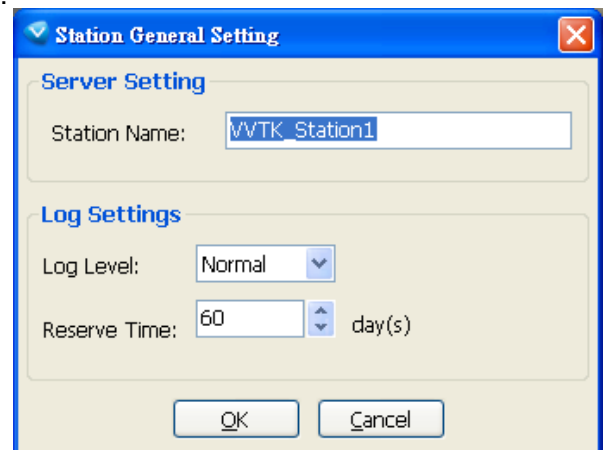 .
Station General Setting
Server Setting
Station Name: VVTK_Station1
Log Settings
Log Level: Normal
Reserve Time: 60 day(s)
OK Cancel